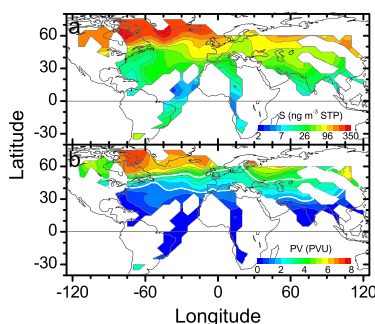 a
60
30
0
-30
S (ng m⁻³ STP)
2 7 26 96 350
Latitude
b
60
30
0
-30
PV (PVU)
0 2 4 6 8
-120 -60 0 60 120
Longitude